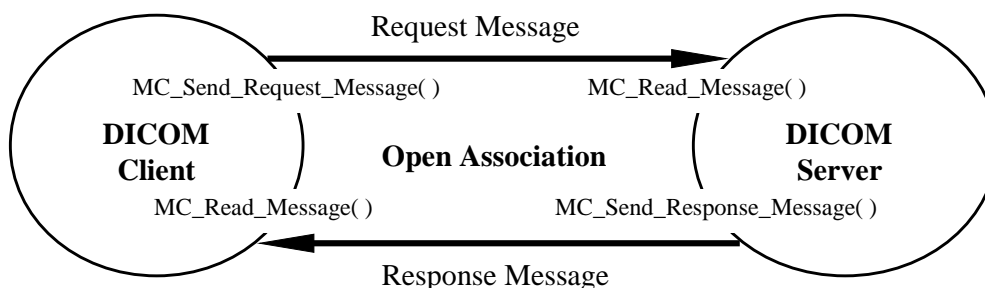 Request Message
MC_Send_Request_Message( )
MC_Read_Message( )
DICOM
Client
Open Association
DICOM
Server
MC_Read_Message( )
MC_Send_Response_Message( )
Response Message